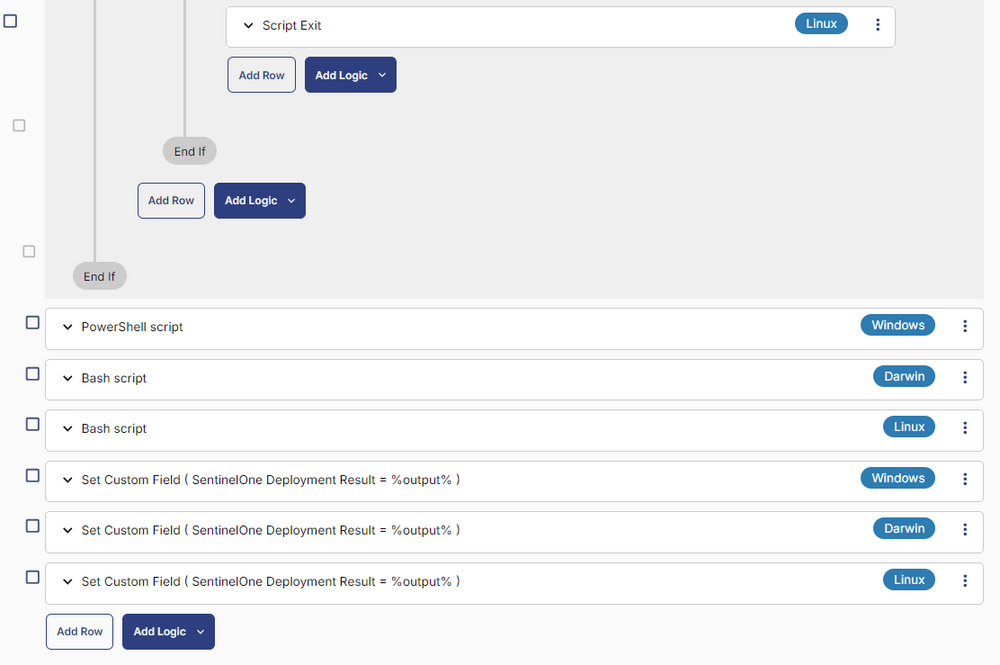 Script Exit Linux
Add Row Add Logic
End If
Add Row Add Logic
End If
PowerShell script Windows
Bash script Darwin
Bash script Linux
Set Custom Field ( SentinelOne Deployment Result = %output% ) Windows
Set Custom Field ( SentinelOne Deployment Result = %output% ) Darwin
Set Custom Field ( SentinelOne Deployment Result = %output% ) Linux
Add Row Add Logic